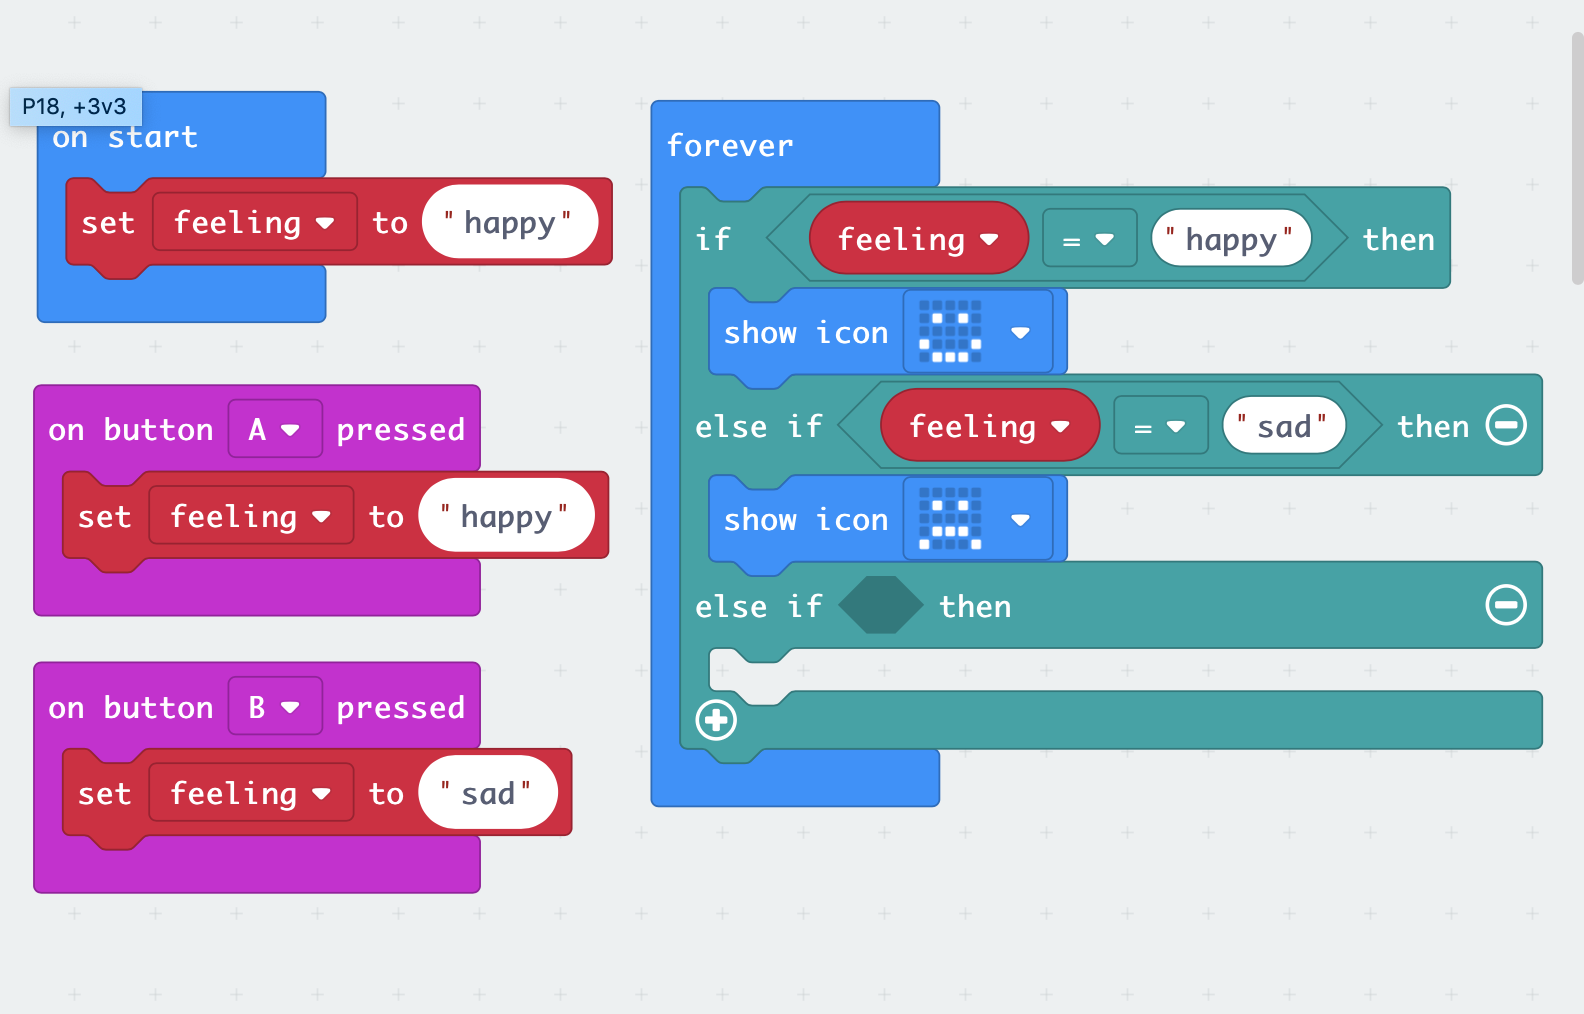 P18, +3v3
on start
set feeling to "happy"
on button A pressed
set feeling to "happy"
on button B pressed
set feeling to "sad"
forever
if feeling = "happy" then
show icon
else if feeling = "sad" then
show icon
else if then